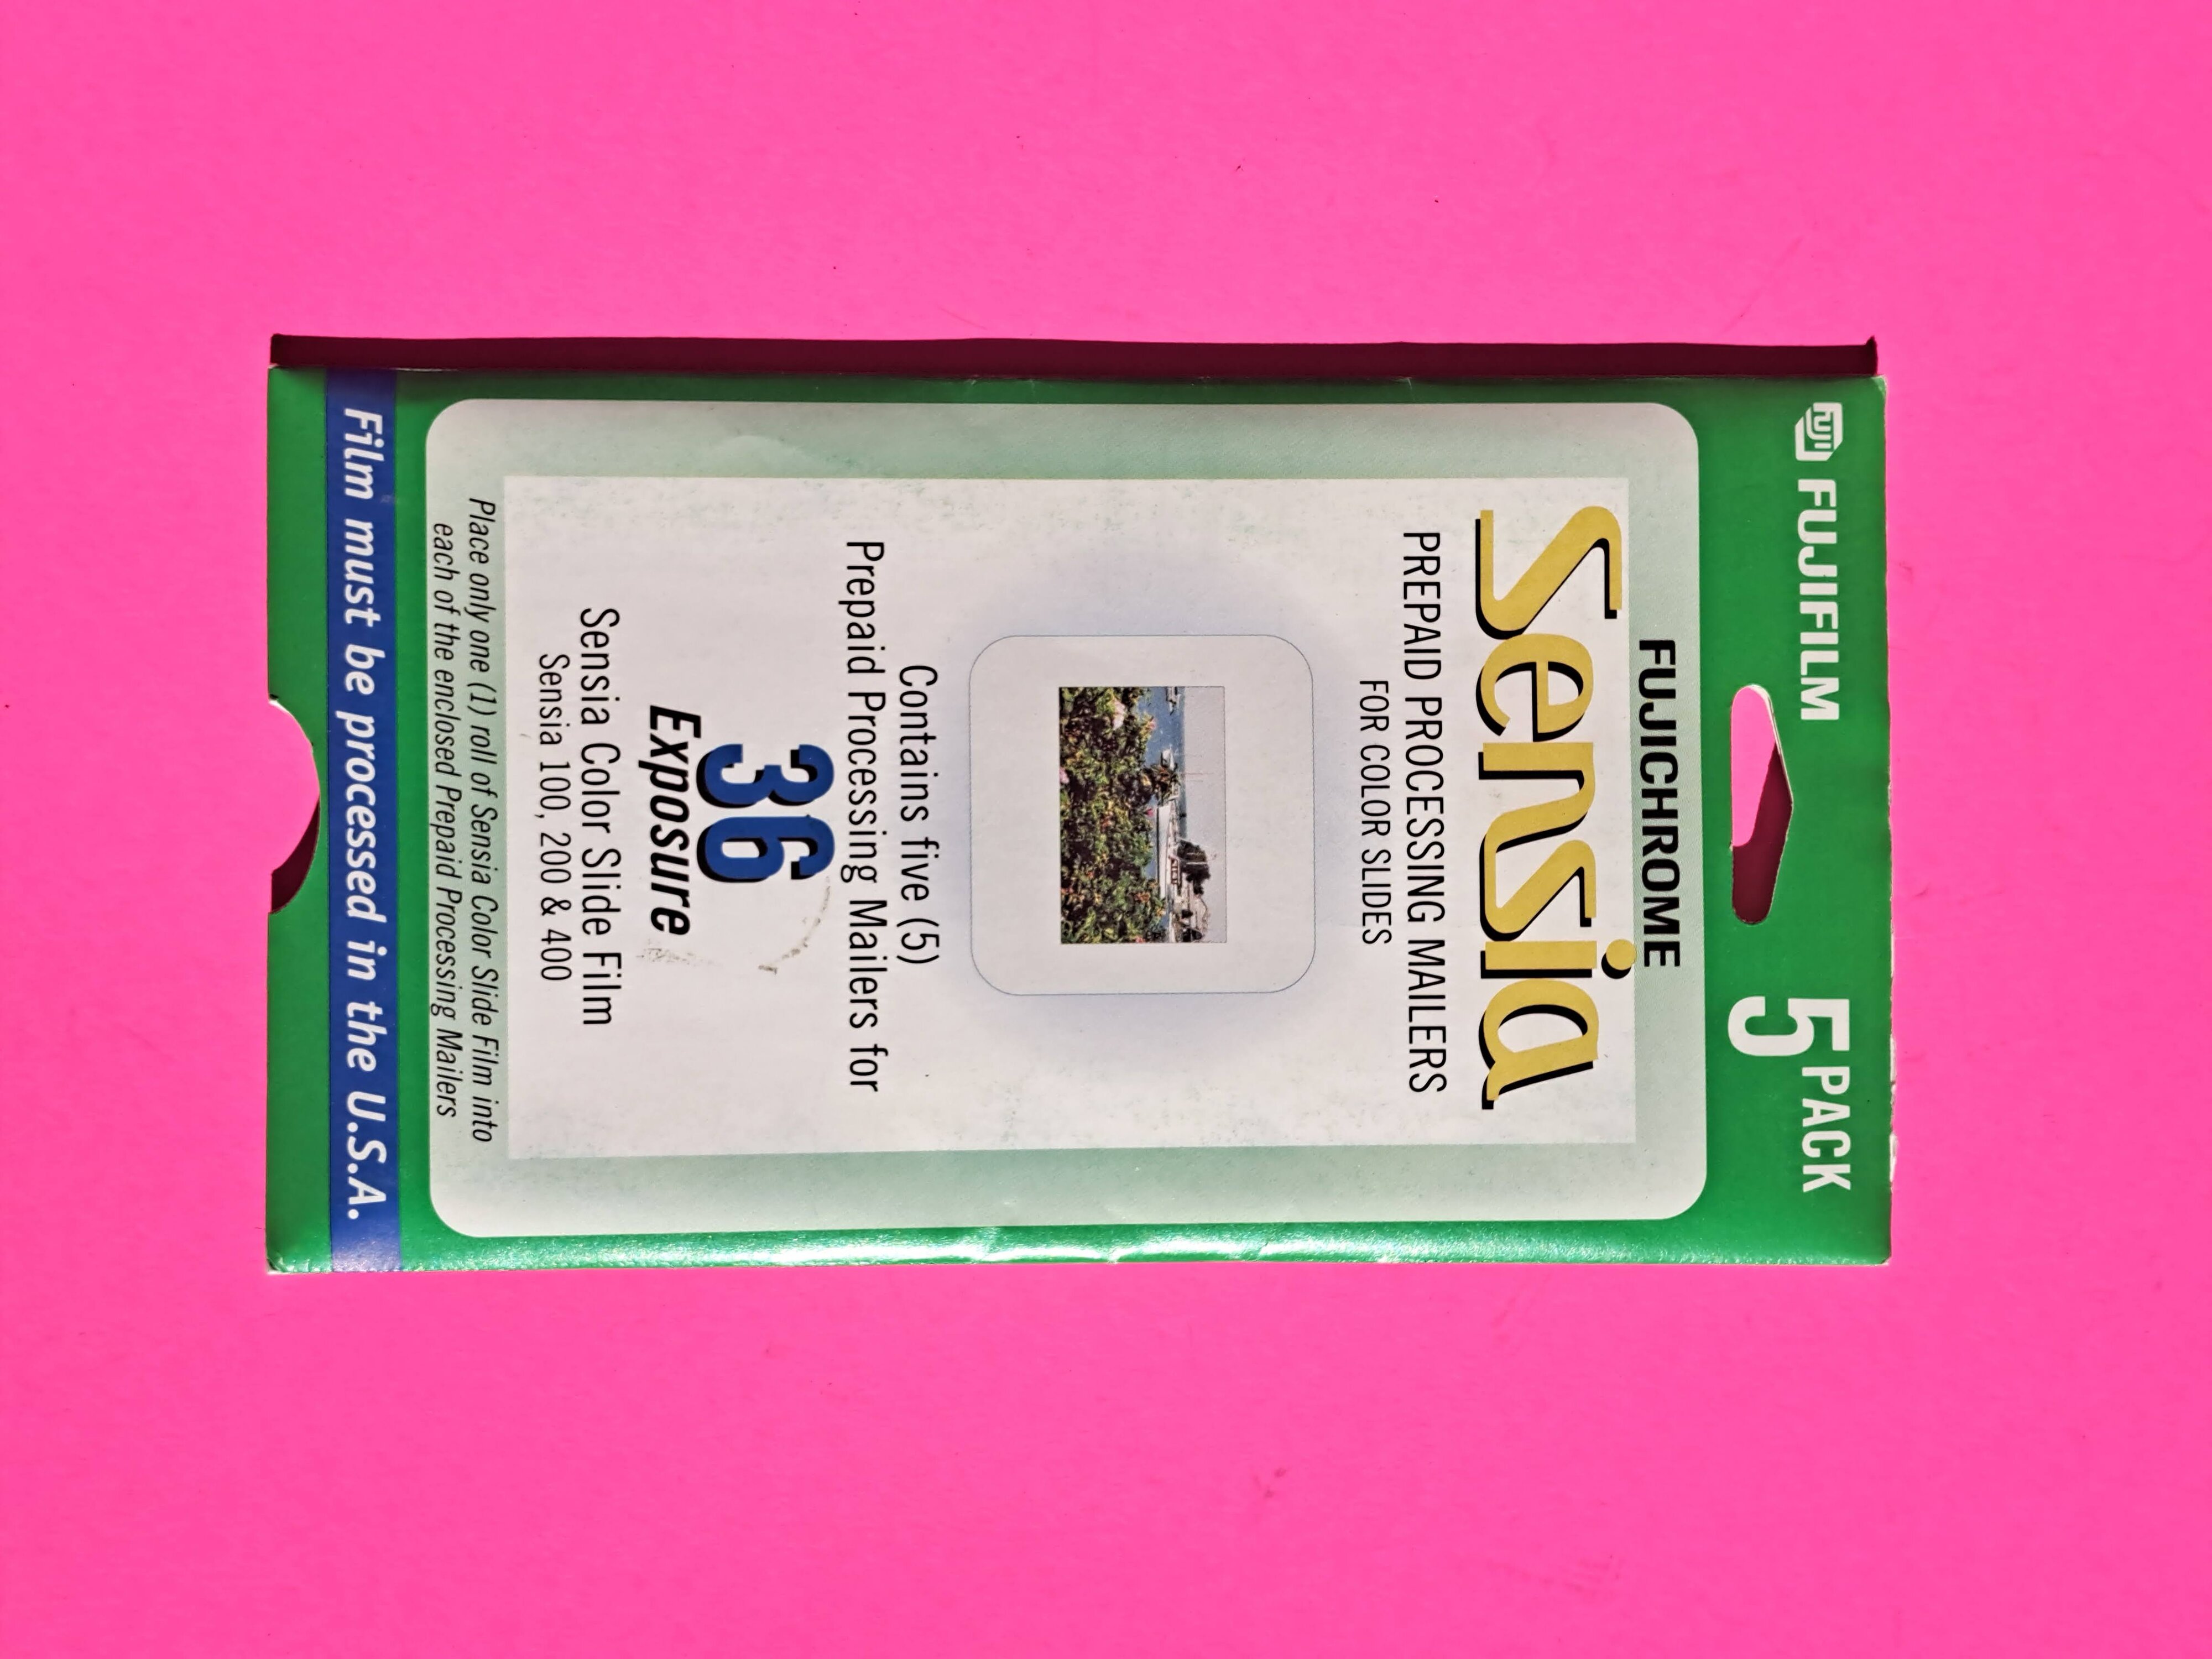 FUJI FUJIFILM
5 PACK
FUJICHROME
Sensia
PREPAID PROCESSING MAILERS
FOR COLOR SLIDES
Contains five (5)
Prepaid Processing Mailers for
36
Exposure
Sensia Color Slide Film
Sensia 100, 200 & 400
Place only one (1) roll of Sensia Color Slide Film into
each of the enclosed Prepaid Processing Mailers
Film must be processed in the U.S.A.